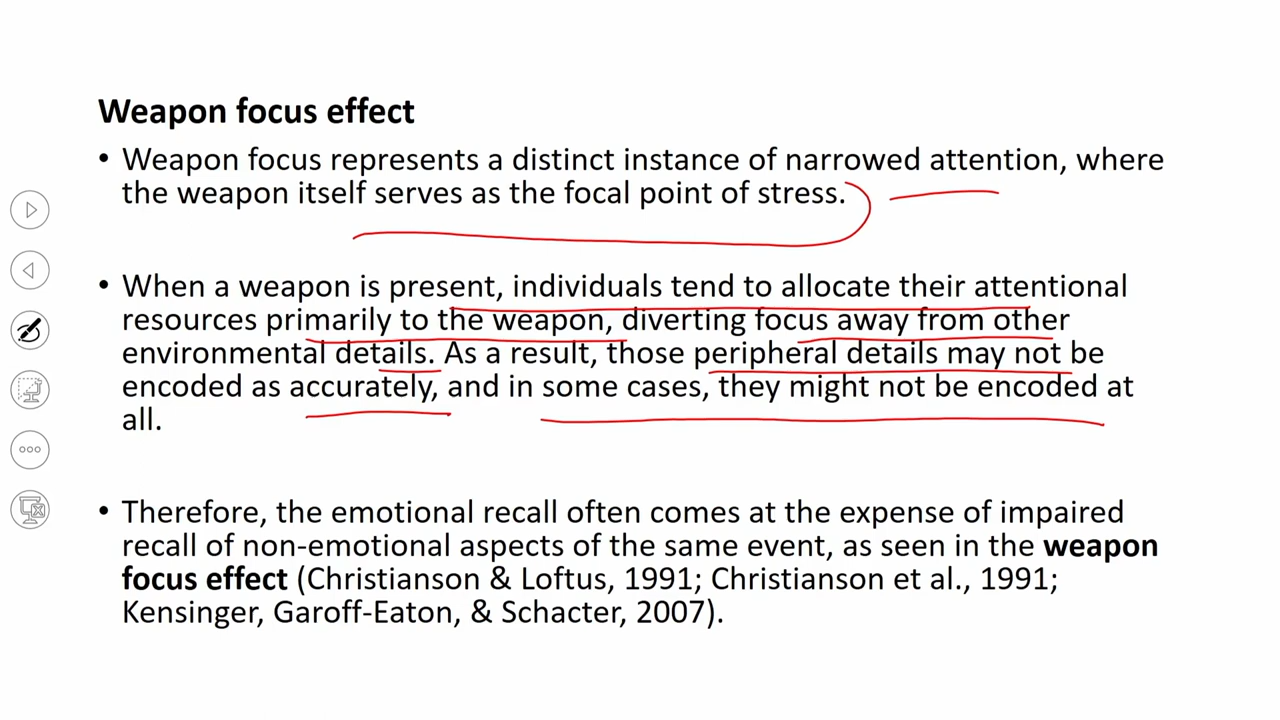 Weapon focus effect
• Weapon focus represents a distinct instance of narrowed attention, where
the weapon itself serves as the focal point of stress.
• When a weapon is present, individuals tend to allocate their attentional
resources primarily to the weapon, diverting focus away from other
environmental details. As a result, those peripheral details may not be
encoded as accurately, and in some cases, they might not be encoded at
all.
• Therefore, the emotional recall often comes at the expense of impaired
recall of non-emotional aspects of the same event, as seen in the weapon
focus effect (Christianson & Loftus, 1991; Christianson et al., 1991;
Kensinger, Garoff-Eaton, & Schacter, 2007).